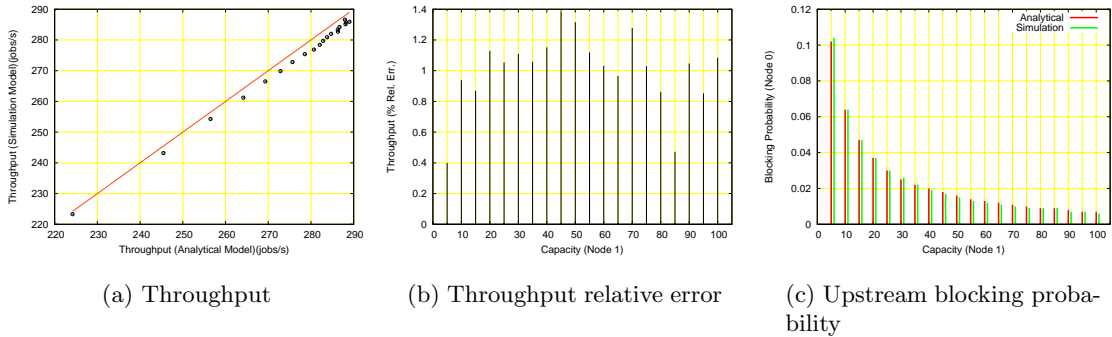 Throughput (Simulation Model)(jobs/s)
290
280
270
260
250
240
230
220
220 230 240 250 260 270 280 290
Throughput (Analytical Model)(jobs/s)
(a) Throughput
Throughput (% Rel. Err.)
1.4
1.2
1
0.8
0.6
0.4
0.2
0
0 10 20 30 40 50 60 70 80 90 100
Capacity (Node 1)
(b) Throughput relative error
Blocking Probability (Node 0)
0.12
0.1
0.08
0.06
0.04
0.02
0
Analytical
Simulation
0 10 20 30 40 50 60 70 80 90 100
Capacity (Node 1)
(c) Upstream blocking proba-
bility